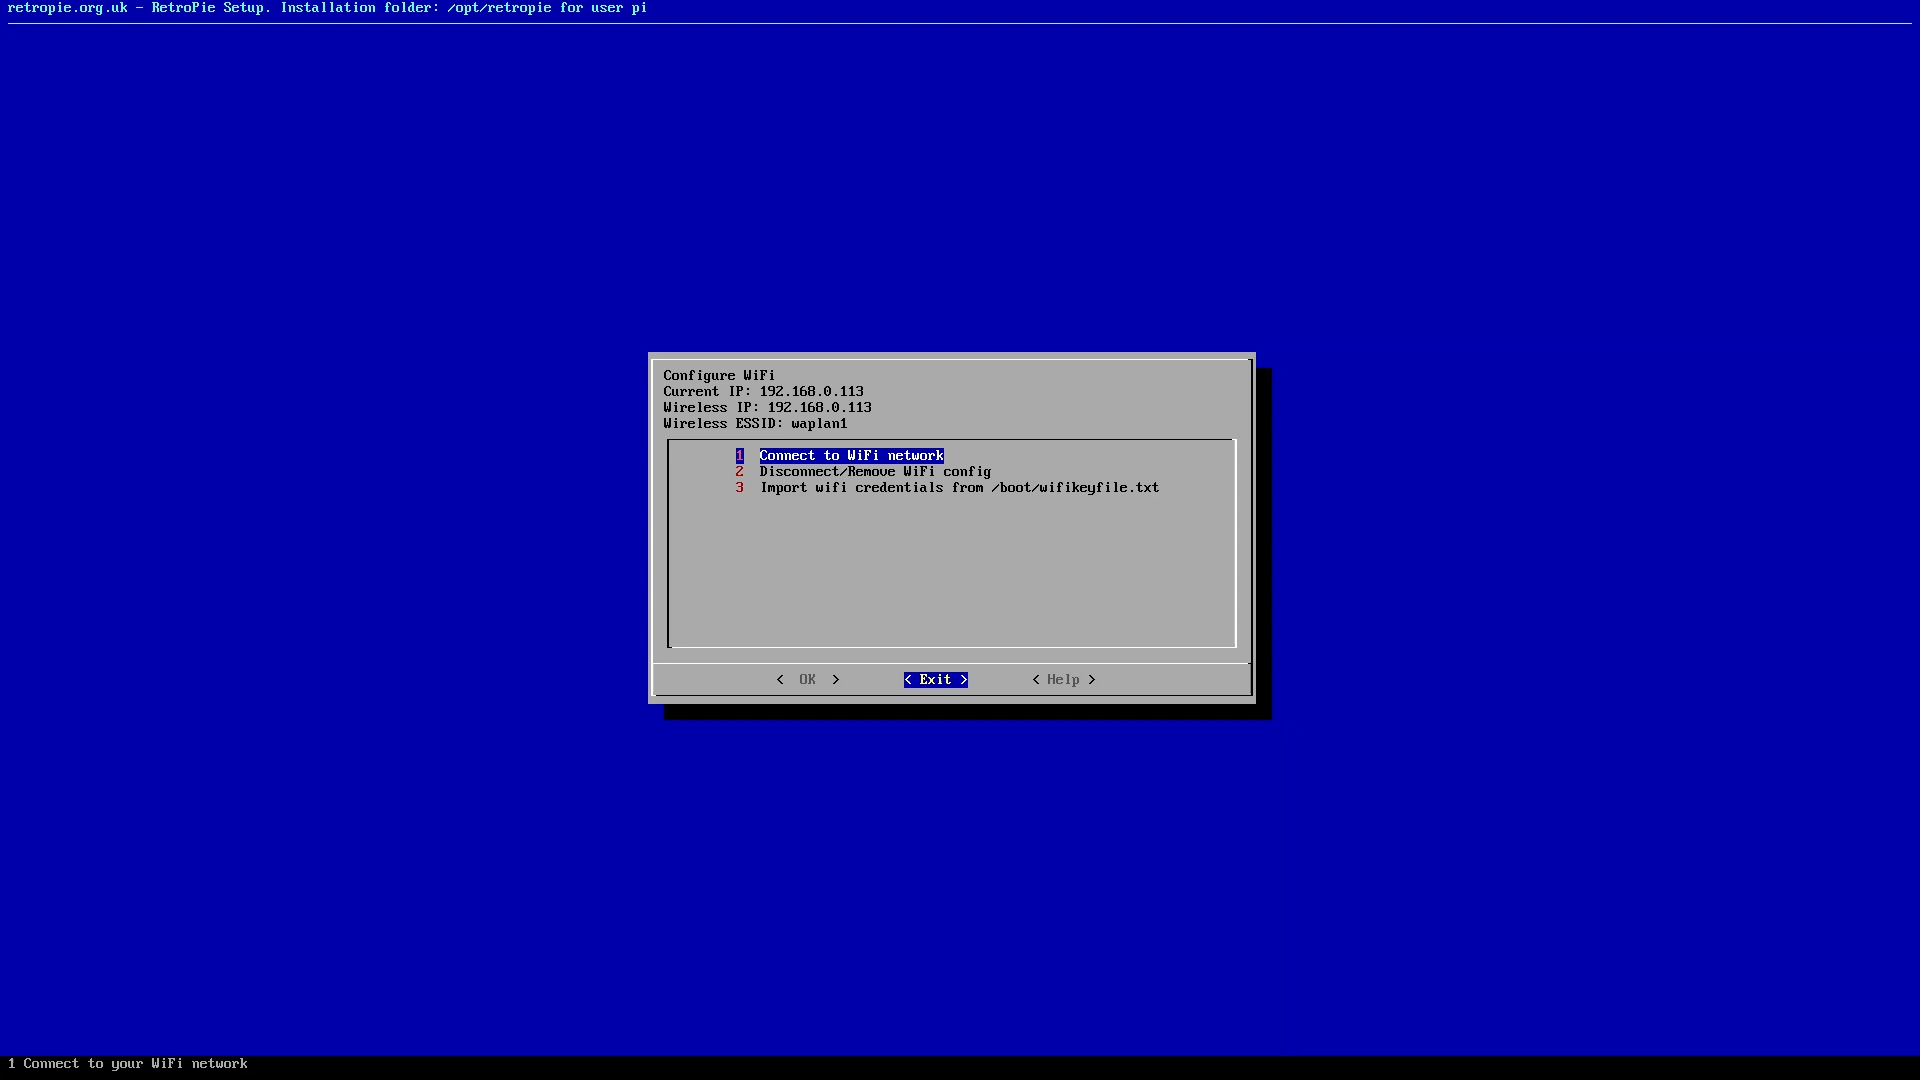 retropie.org.uk - RetroPie Setup. Installation folder: /opt/retropie for user pi
Configure WiFi
Current IP: 192.168.0.113
Wireless IP: 192.168.0.113
Wireless ESSID: waplan1
1 Connect to WiFi network
2 Disconnect/Remove WiFi config
3 Import wifi credentials from /boot/wifikeyfile.txt
< OK > < Exit > < Help >
1 Connect to your WiFi network